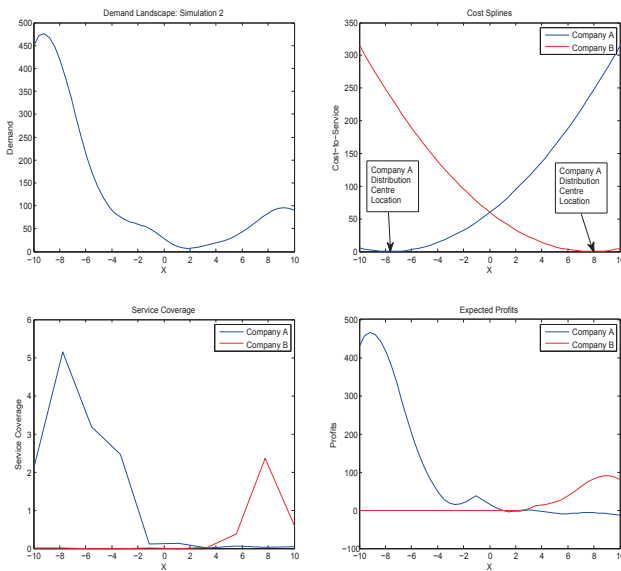 Demand Landscape: Simulation 2
500
450
400
350
300
250
200
150
100
50
0
Demand
−10 −8 −6 −4 −2 0 2 4 6 8 10
X
Cost Splines
350
300
250
200
150
100
50
0
Cost−to−Service
Company A
Company B
Company A
Distribution
Centre
Location
Company A
Distribution
Centre
Location
−10 −8 −6 −4 −2 0 2 4 6 8 10
X
Service Coverage
6
5
4
3
2
1
0
Service Coverage
Company A
Company B
−10 −8 −6 −4 −2 0 2 4 6 8 10
X
Expected Profits
500
400
300
200
100
0
−100
Profits
Company A
Company B
−10 −8 −6 −4 −2 0 2 4 6 8 10
X